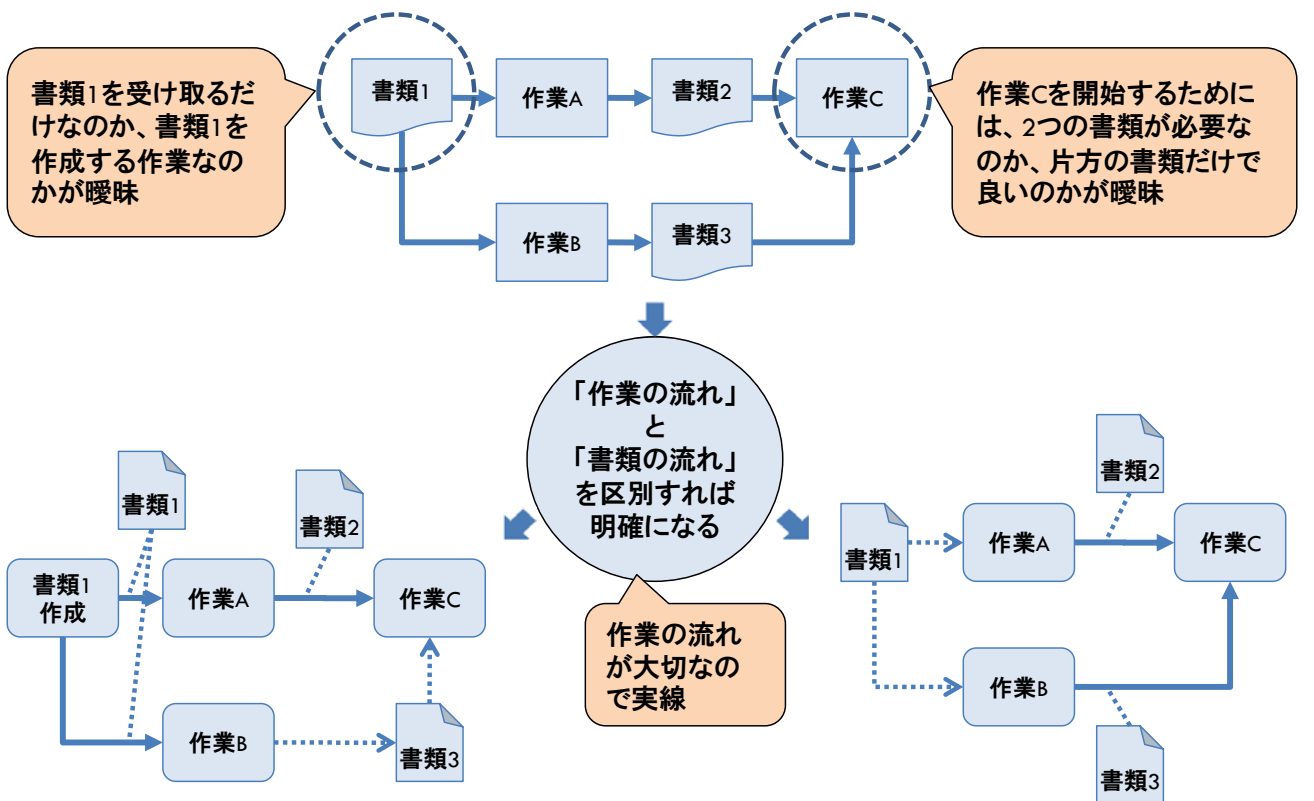 書類1を受け取るだ
けなのか、書類1を
作成する作業なの
かが曖昧
書類1
作業A
書類2
作業C
作業Cを開始するためには
は、2つの書類が必要な
のか、片方の書類だけで
良いのかが曖昧
作業B
書類3
「作業の流れ」
と
「書類の流れ」
を区別すれば
明確になる
作業の流れ
が大切なの
で実線
書類1
書類2
書類1
作成
作業A
作業C
作業B
書類3
書類2
書類1
作業A
作業C
作業B
書類3